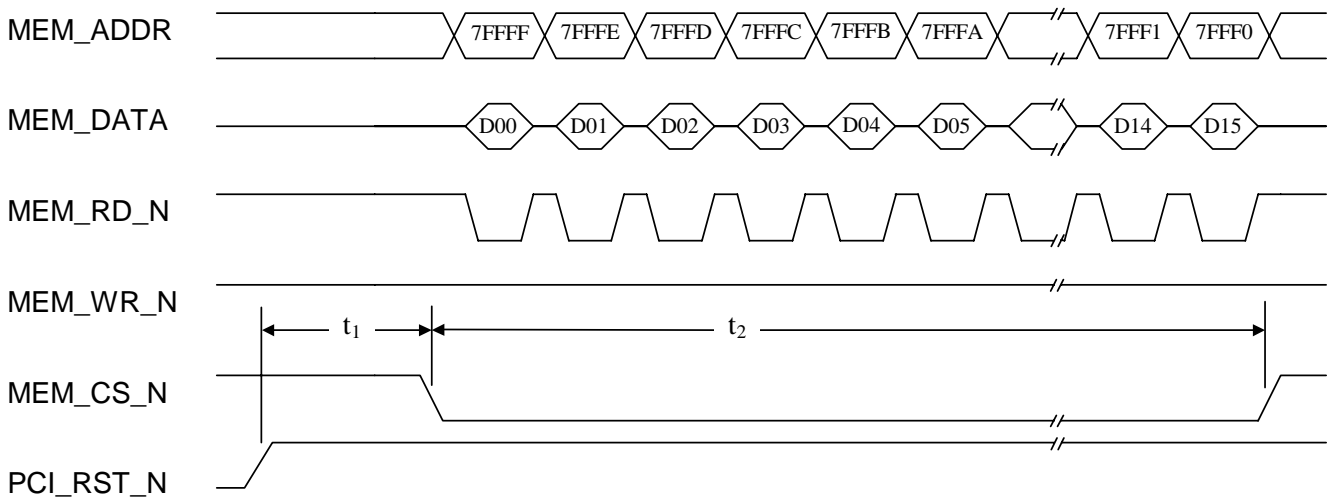 MEM_ADDR 7FFFF 7FFFE 7FFFD 7FFFC 7FFFB 7FFFA 7FFF1 7FFF0
MEM_DATA D00 D01 D02 D03 D04 D05 D14 D15
MEM_RD_N
MEM_WR_N
t₁ t₂
MEM_CS_N
PCI_RST_N